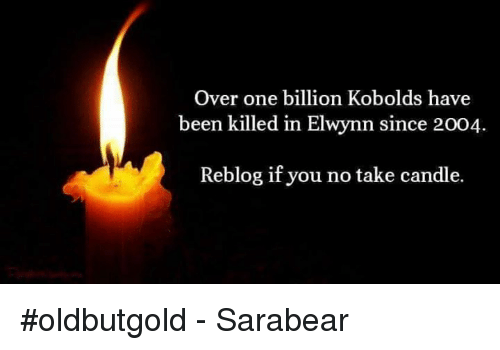 Over one billion Kobolds have
been killed in Elwynn since 2004.
Reblog if you no take candle.
#oldbutgold - Sarabear